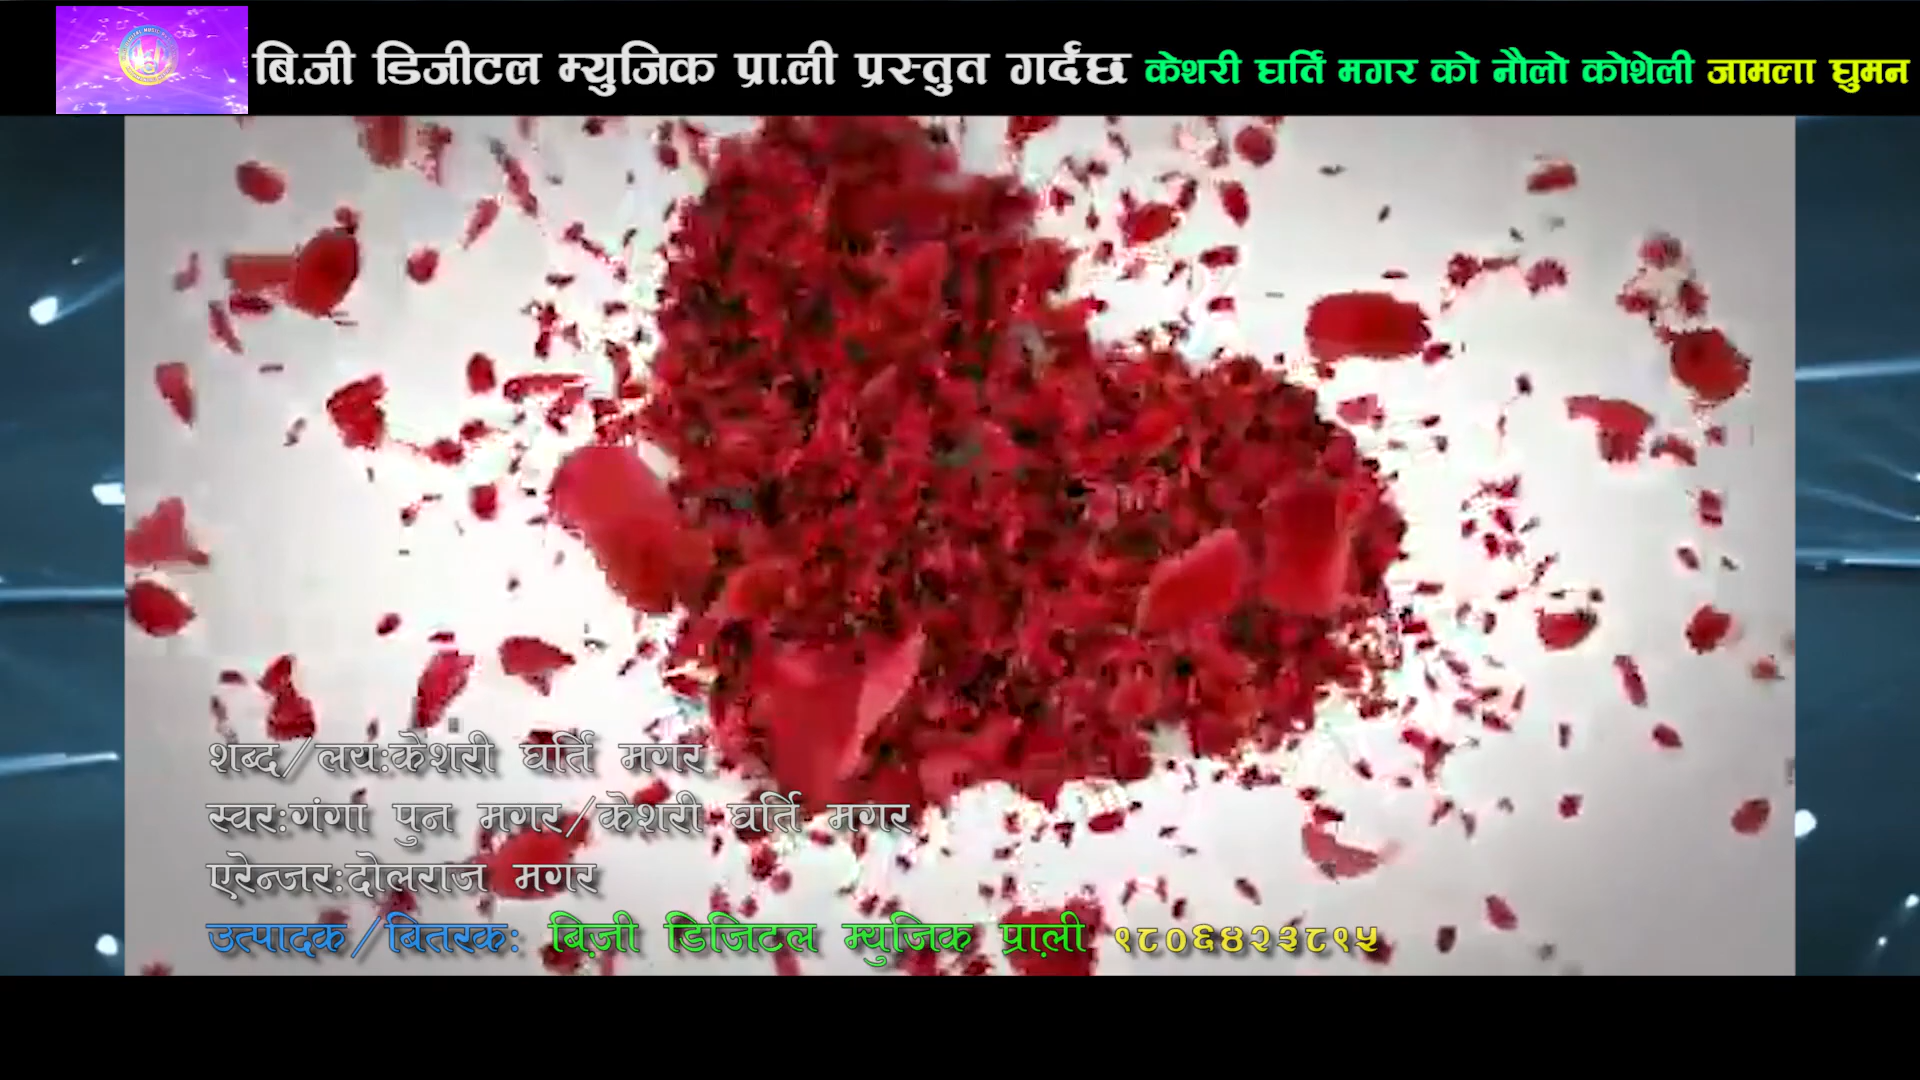 बि.जी डिजीटल म्युजिक प्रा.ली प्रस्तुत गर्दछ केशरी घर्ति मगर को नौलो कोशेली जामला घुमन
शब्द/लय:केशरी घर्ति मगर
स्वर:गंगा पुन मगर/केशरी घर्ति मगर
एरेन्जर:दोलराज मगर
उत्पादक/बितरक: बि.जी डिजिटल म्युजिक प्रा.ली ९८०६४२३८१५